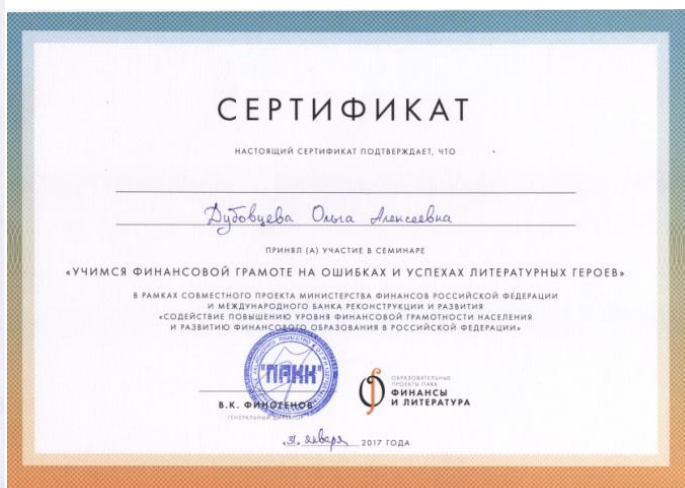 СЕРТИФИКАТ
НАСТОЯЩИЙ СЕРТИФИКАТ ПОДТВЕРЖДАЕТ, ЧТО
Дубовцева Ольга Алексеевна
ПРИНЯЛ (А) УЧАСТИЕ В СЕМИНАРЕ
«УЧИМСЯ ФИНАНСОВОЙ ГРАМОТЕ НА ОШИБКАХ И УСПЕХАХ ЛИТЕРАТУРНЫХ ГЕРОЕВ»
В РАМКАХ СОВМЕСТНОГО ПРОЕКТА МИНИСТЕРСТВА ФИНАНСОВ РОССИЙСКОЙ ФЕДЕРАЦИИ
И МЕЖДУНАРОДНОГО БАНКА РЕКОНСТРУКЦИИ И РАЗВИТИЯ
«СОДЕЙСТВИЕ ПОВЫШЕНИЮ УРОВНЯ ФИНАНСОВОЙ ГРАМОТНОСТИ НАСЕЛЕНИЯ
И РАЗВИТИЮ ФИНАНСОВОГО ОБРАЗОВАНИЯ В РОССИЙСКОЙ ФЕДЕРАЦИИ»
"ПАКК"
В.К. ФИНОГЕНОВ
ГЕНЕРАЛЬНЫЙ ДИРЕКТОР
ОБРАЗОВАТЕЛЬНЫЕ
ПРОЕКТЫ ПАКК
ФИНАНСЫ
И ЛИТЕРАТУРА
«31» января 2017 ГОДА